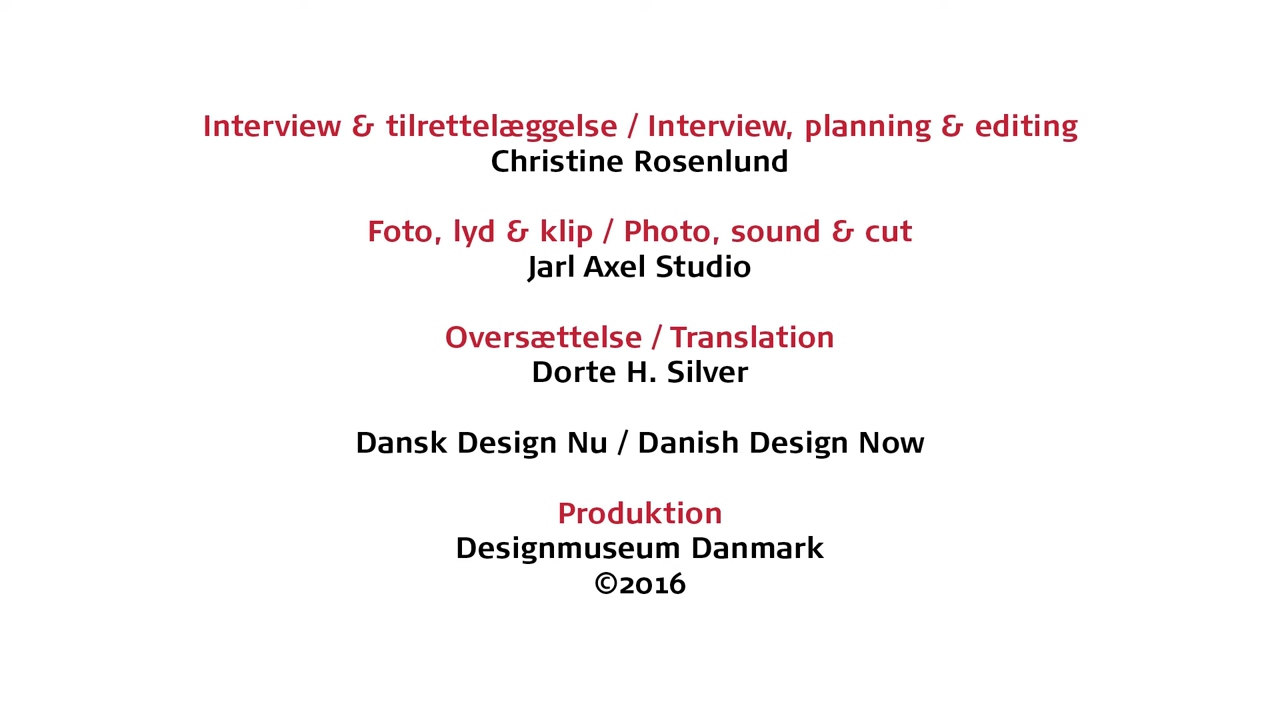 Interview & tilrettelæggelse / Interview, planning & editing
Christine Rosenlund
Foto, lyd & klip / Photo, sound & cut
Jarl Axel Studio
Oversættelse / Translation
Dorte H. Silver
Dansk Design Nu / Danish Design Now
Produktion
Designmuseum Danmark
©2016